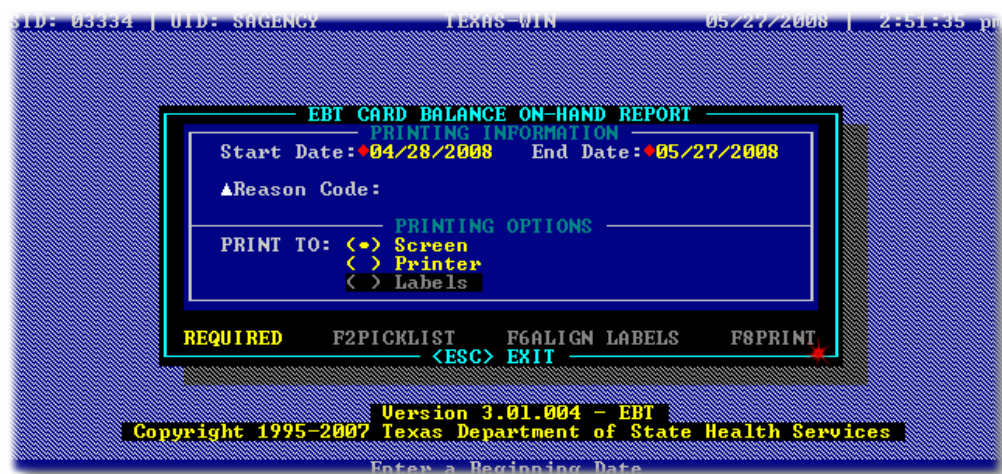 SID: 03334 | UID: SAGENCY TEXAS-WIN 05/27/2008 | 2:51:35 pm
EBT CARD BALANCE ON-HAND REPORT
PRINTING INFORMATION
Start Date:♦04/28/2008 End Date:♦05/27/2008
▲Reason Code:
PRINTING OPTIONS
PRINT TO: (•) Screen
( ) Printer
( ) Labels
REQUIRED F2PICKLIST F6ALIGN LABELS F8PRINT
<ESC> EXIT
Version 3.01.004 - EBT
Copyright 1995-2007 Texas Department of State Health Services
Enter a Beginning Date